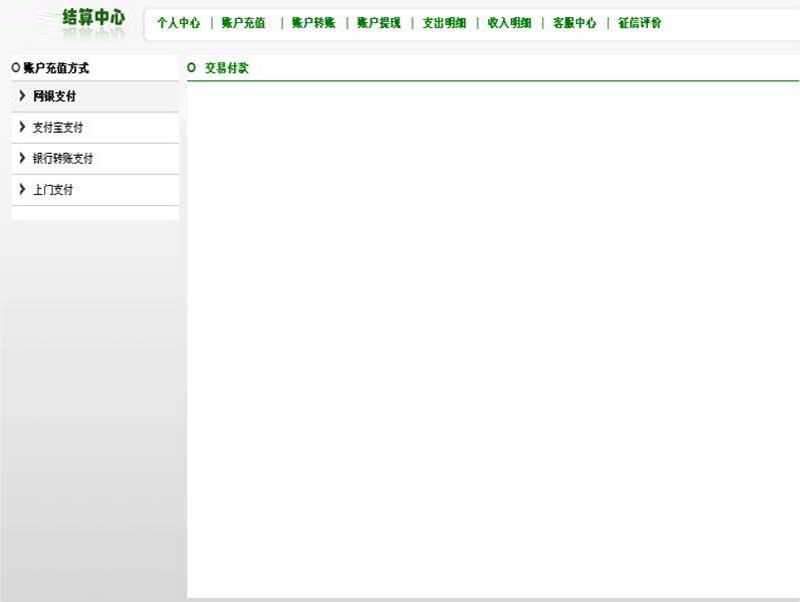 结算中心
个人中心 | 账户充值 | 账户转账 | 账户提现 | 支出明细 | 收入明细 | 客服中心 | 征信评价
账户充值方式
交易付款
网银支付
支付宝支付
银行转账支付
上门支付